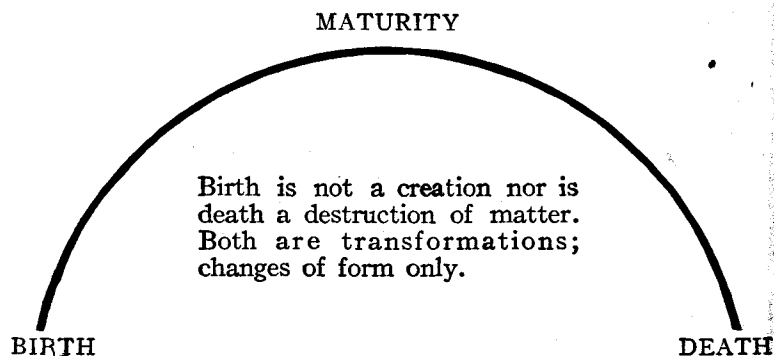 MATURITY
Birth is not a creation nor is
death a destruction of matter.
Both are transformations;
changes of form only.
BIRTH
DEATH